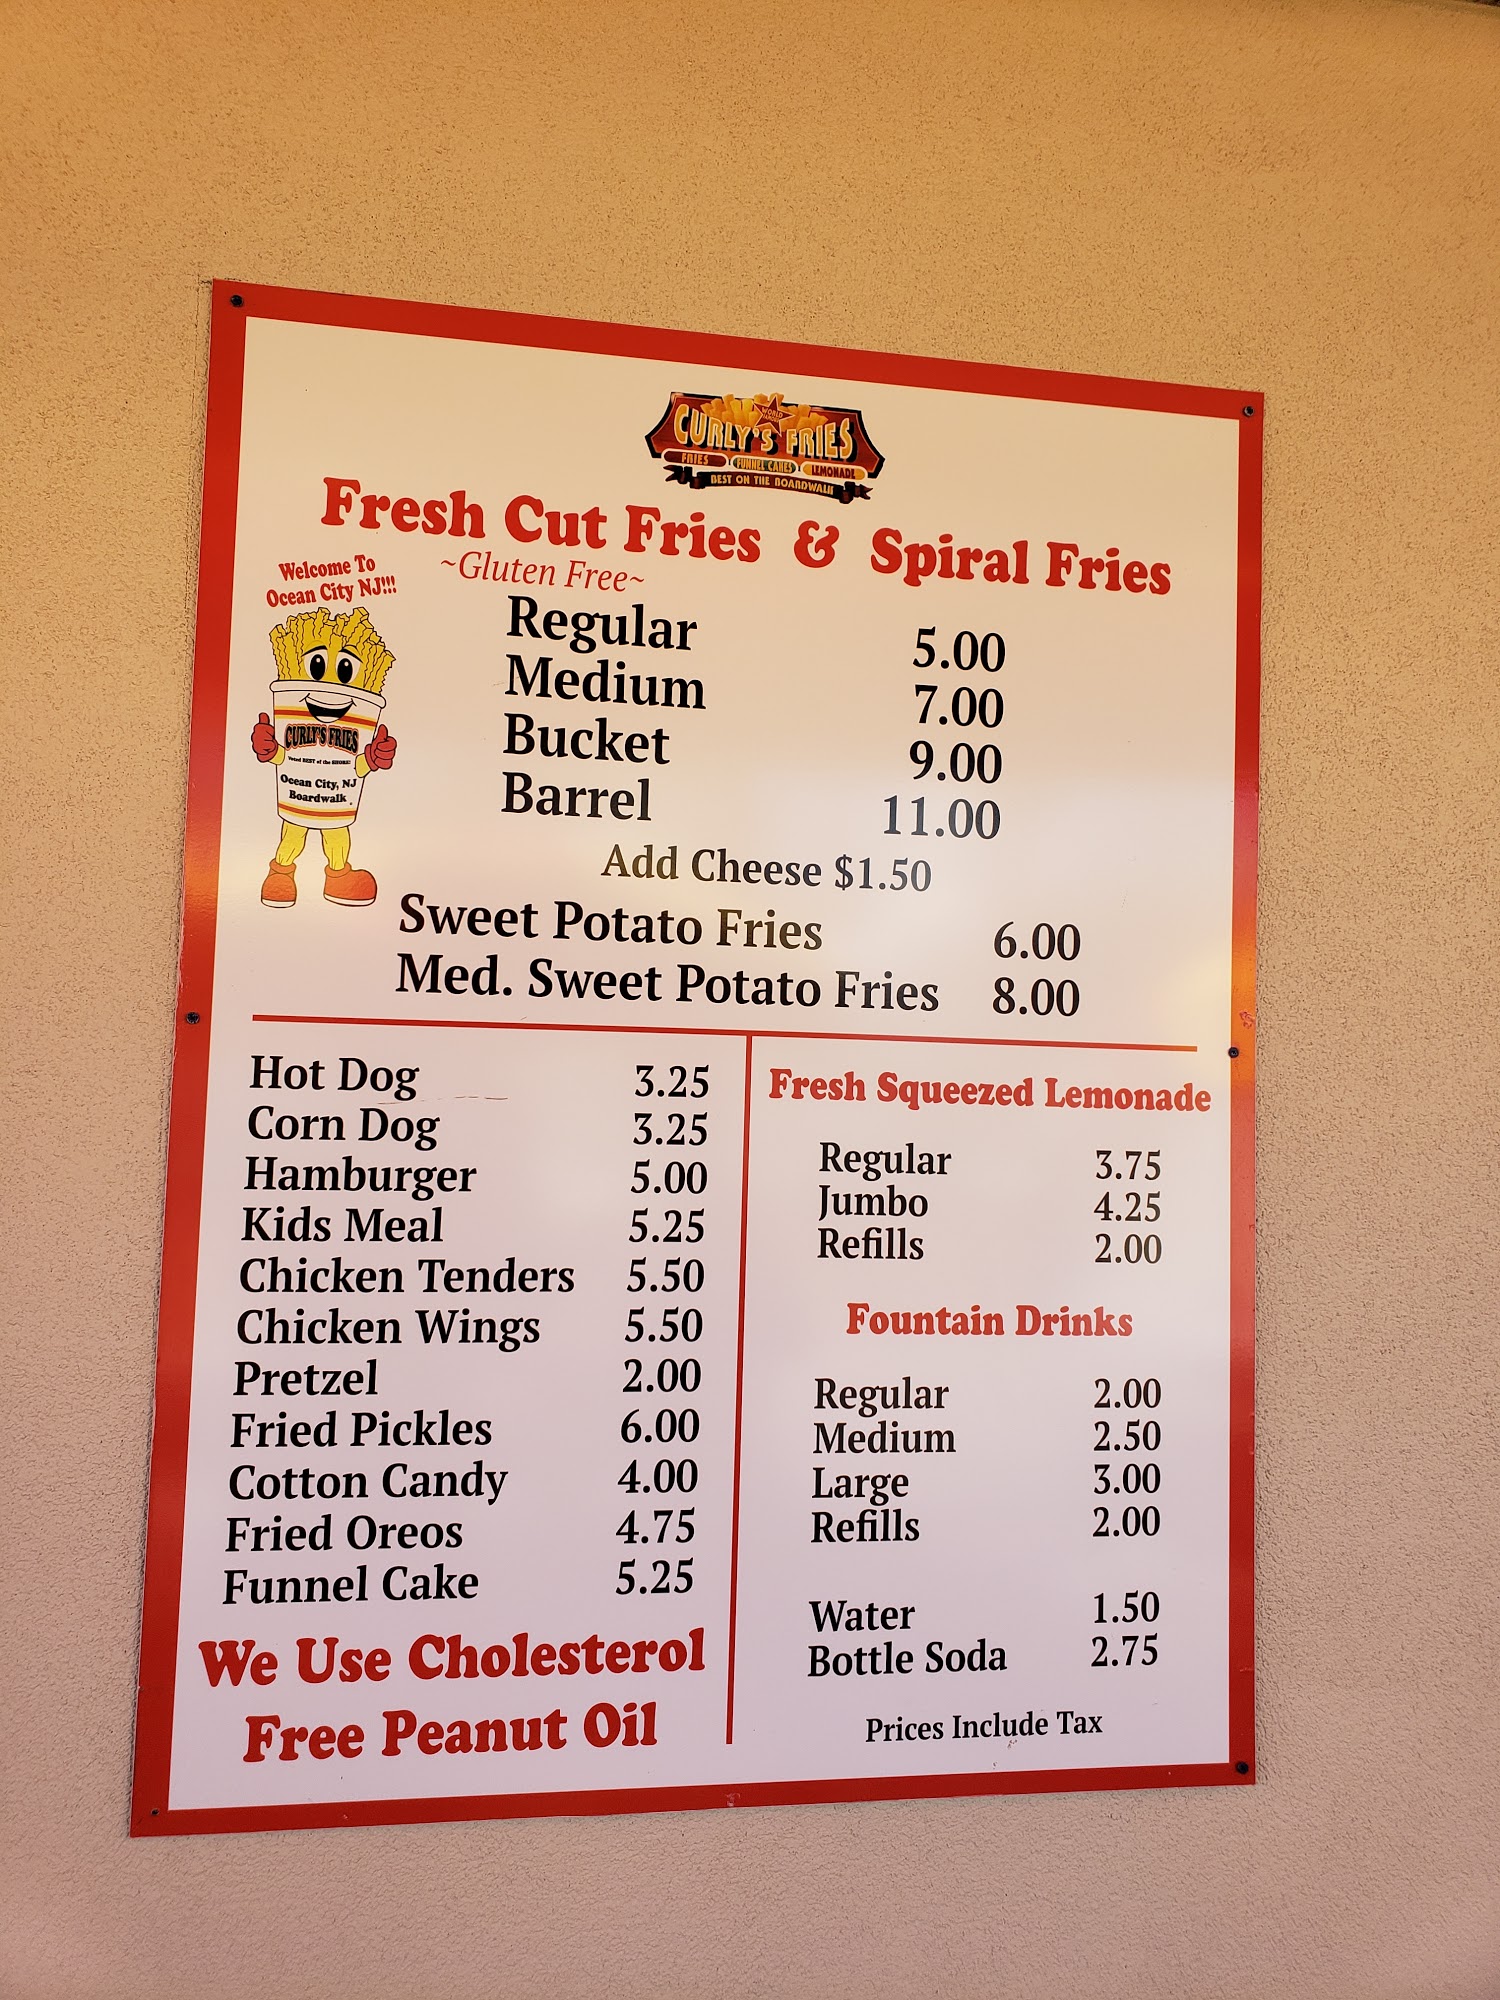 WORLD FAMOUS
CURLY'S FRIES
FRIES FUNNEL CAKES LEMONADE
BEST ON THE BOARDWALK
Fresh Cut Fries & Spiral Fries
~Gluten Free~
Welcome To
Ocean City NJ!!!
CURLY'S FRIES
Voted BEST of the SHORE!
Ocean City, NJ
Boardwalk
Regular 5.00
Medium 7.00
Bucket 9.00
Barrel 11.00
Add Cheese $1.50
Sweet Potato Fries 6.00
Med. Sweet Potato Fries 8.00
Hot Dog 3.25
Corn Dog 3.25
Hamburger 5.00
Kids Meal 5.25
Chicken Tenders 5.50
Chicken Wings 5.50
Pretzel 2.00
Fried Pickles 6.00
Cotton Candy 4.00
Fried Oreos 4.75
Funnel Cake 5.25
We Use Cholesterol
Free Peanut Oil
Fresh Squeezed Lemonade
Regular 3.75
Jumbo 4.25
Refills 2.00
Fountain Drinks
Regular 2.00
Medium 2.50
Large 3.00
Refills 2.00
Water 1.50
Bottle Soda 2.75
Prices Include Tax